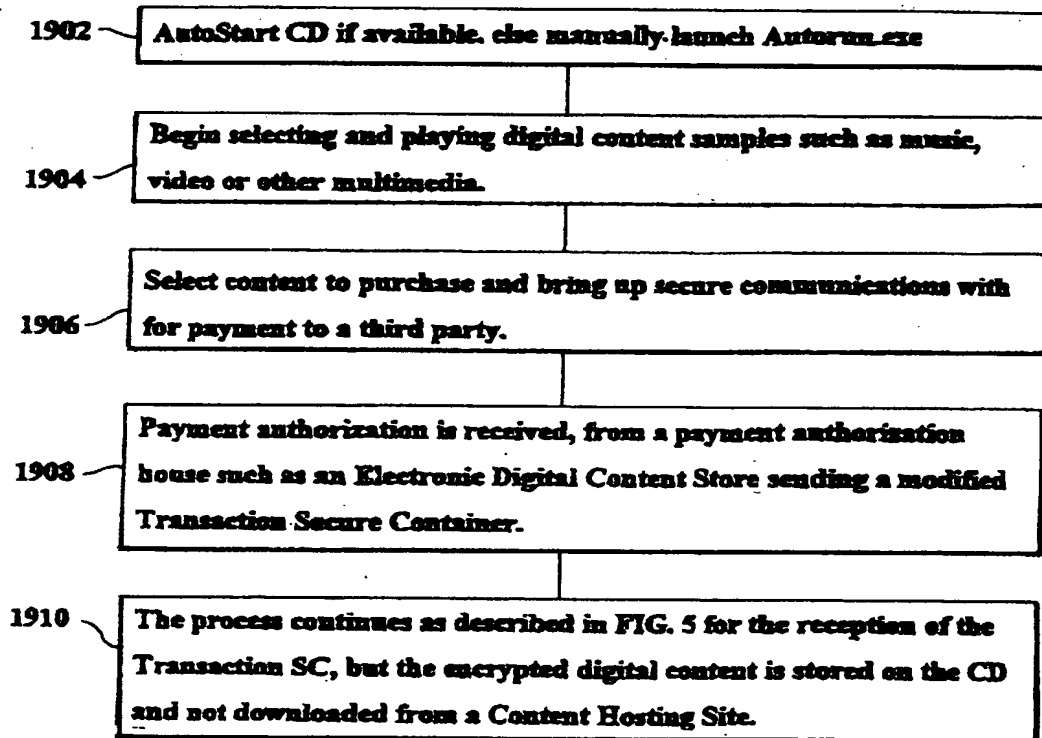 1902
AutoStart CD if available. else manually launch Autorun.exe
Begin selecting and playing digital content samples such as music,
1904
video or other multimedia.
Select content to purchase and bring up secure communications with
1906
for payment to a third party.
Payment authorization is received, from a payment authorization
1908
house such as an Electronic Digital Content Store sending a modified
Transaction Secure Container.
1910
The process continues as described in FIG. 5 for the reception of the
Transaction SC, but the encrypted digital content is stored on the CD
and not downloaded from a Content Hosting Site.